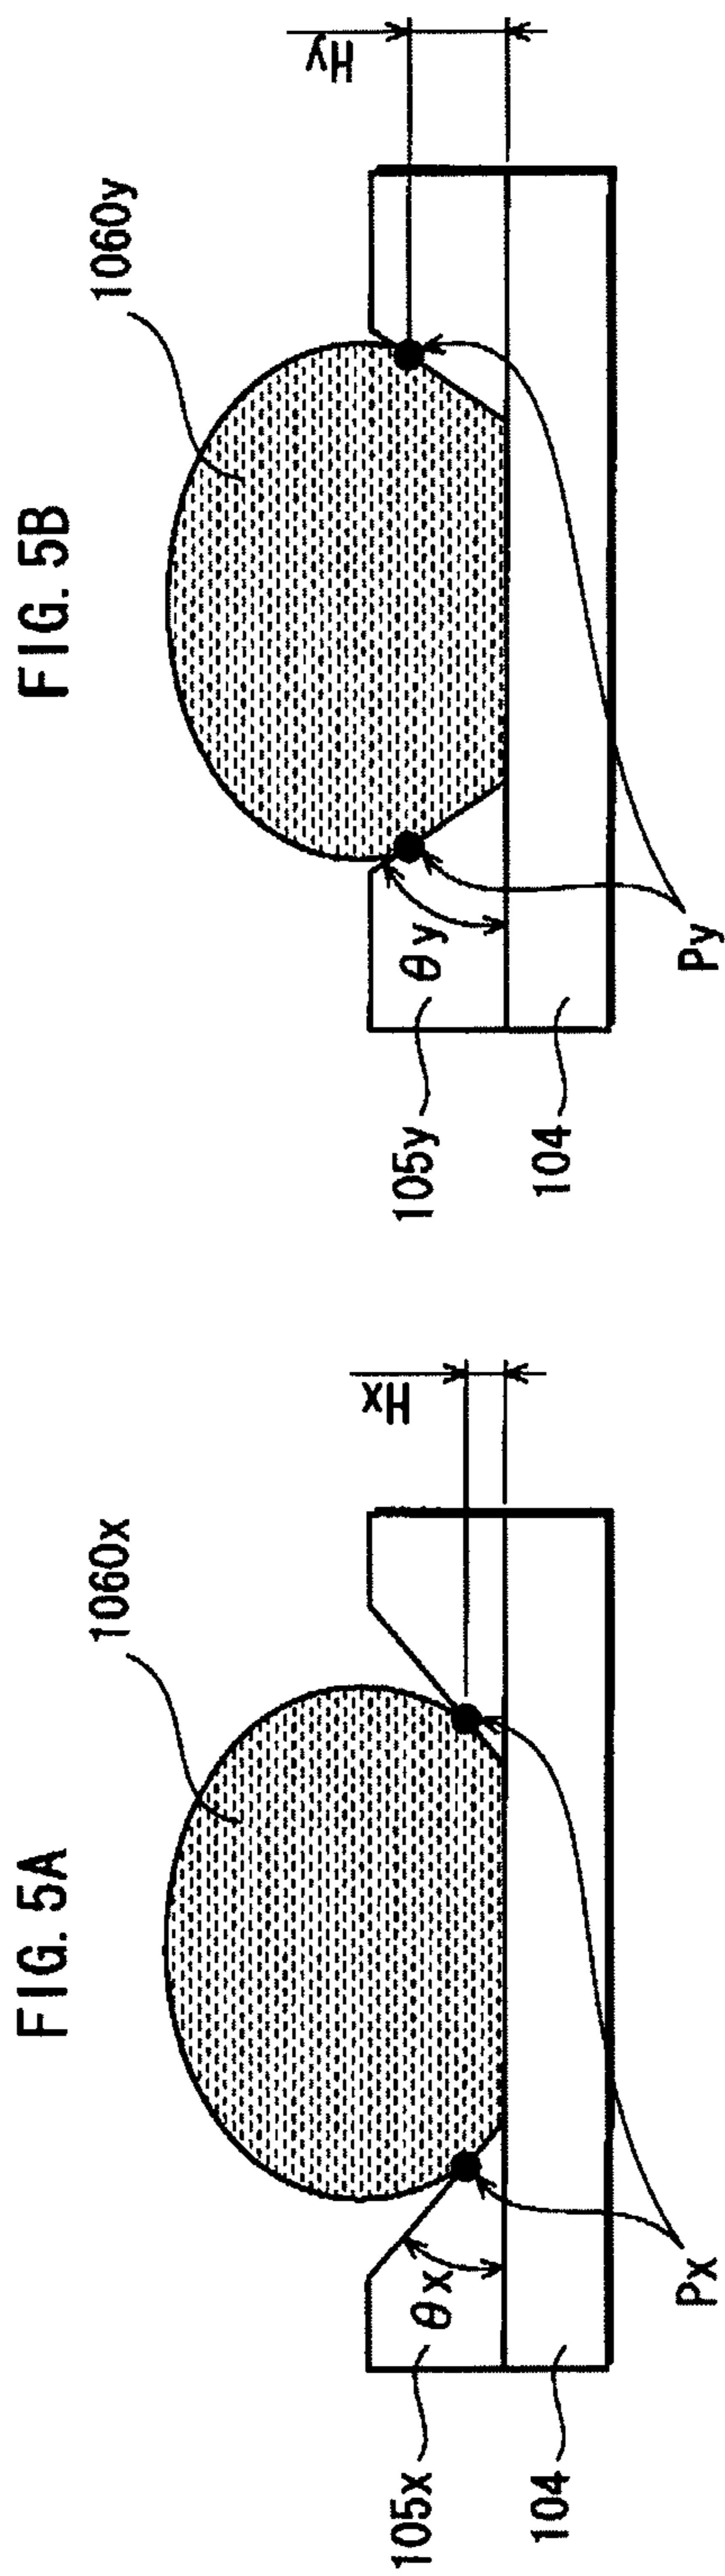 FIG. 5A
1060x
Hx
θx
105x
104
Px
FIG. 5B
1060y
Hy
θy
105y
104
Py